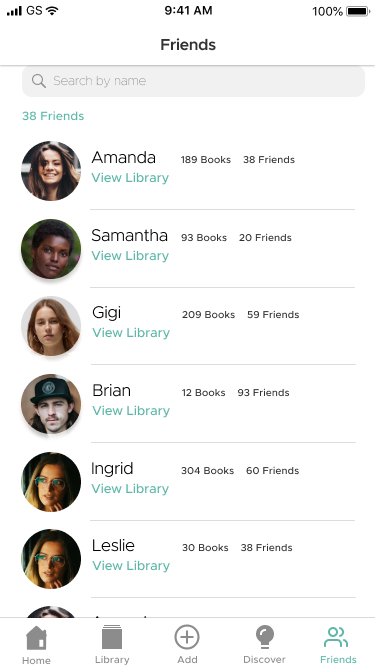 GS 9:41 AM 100%
Friends
Search by name
38 Friends
Amanda 189 Books 38 Friends
View Library
Samantha 93 Books 20 Friends
View Library
Gigi 209 Books 59 Friends
View Library
Brian 12 Books 93 Friends
View Library
Ingrid 304 Books 60 Friends
View Library
Leslie 30 Books 38 Friends
View Library
Home Library Add Discover Friends